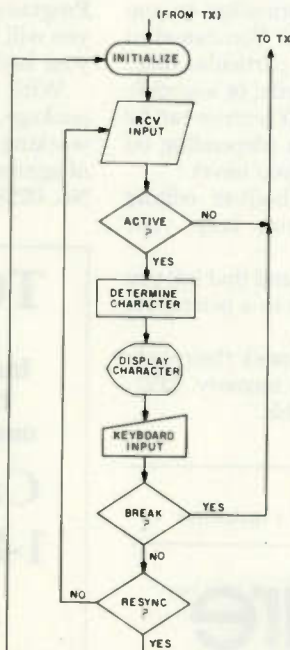 (FROM TX)
TO TX
INITIALIZE
RCV
INPUT
ACTIVE
?
NO
YES
DETERMINE
CHARACTER
DISPLAY
CHARACTER
KEYBOARD
INPUT
BREAK
?
YES
NO
RESYNC
?
NO
YES